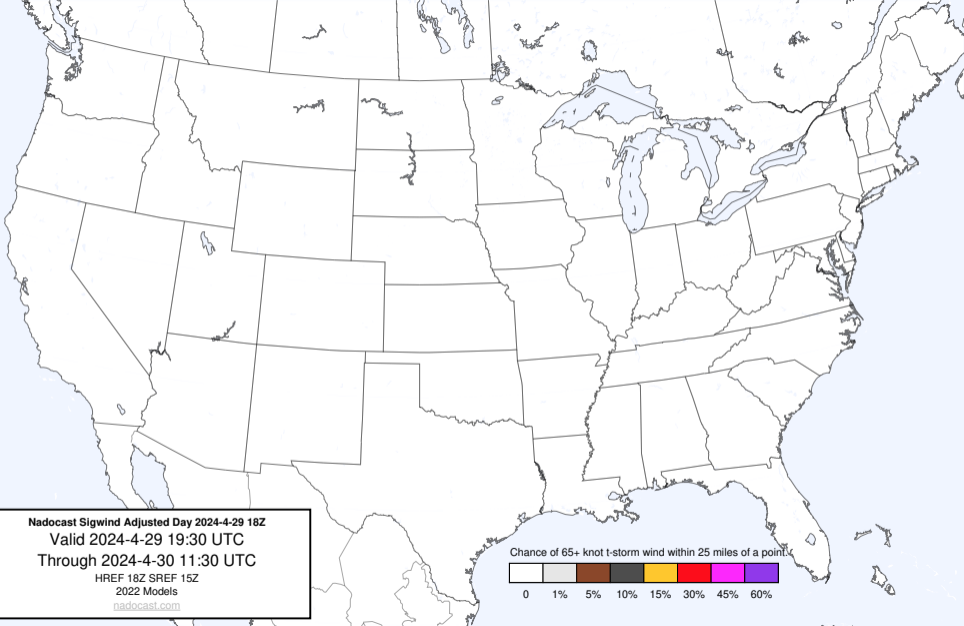 Nadocast Sigwind Adjusted Day 2024-4-29 18Z
Valid 2024-4-29 19:30 UTC
Through 2024-4-30 11:30 UTC
HREF 18Z SREF 15Z
2022 Models
nadocast.com
Chance of 65+ knot t-storm wind within 25 miles of a point.
0 1% 5% 10% 15% 30% 45% 60%